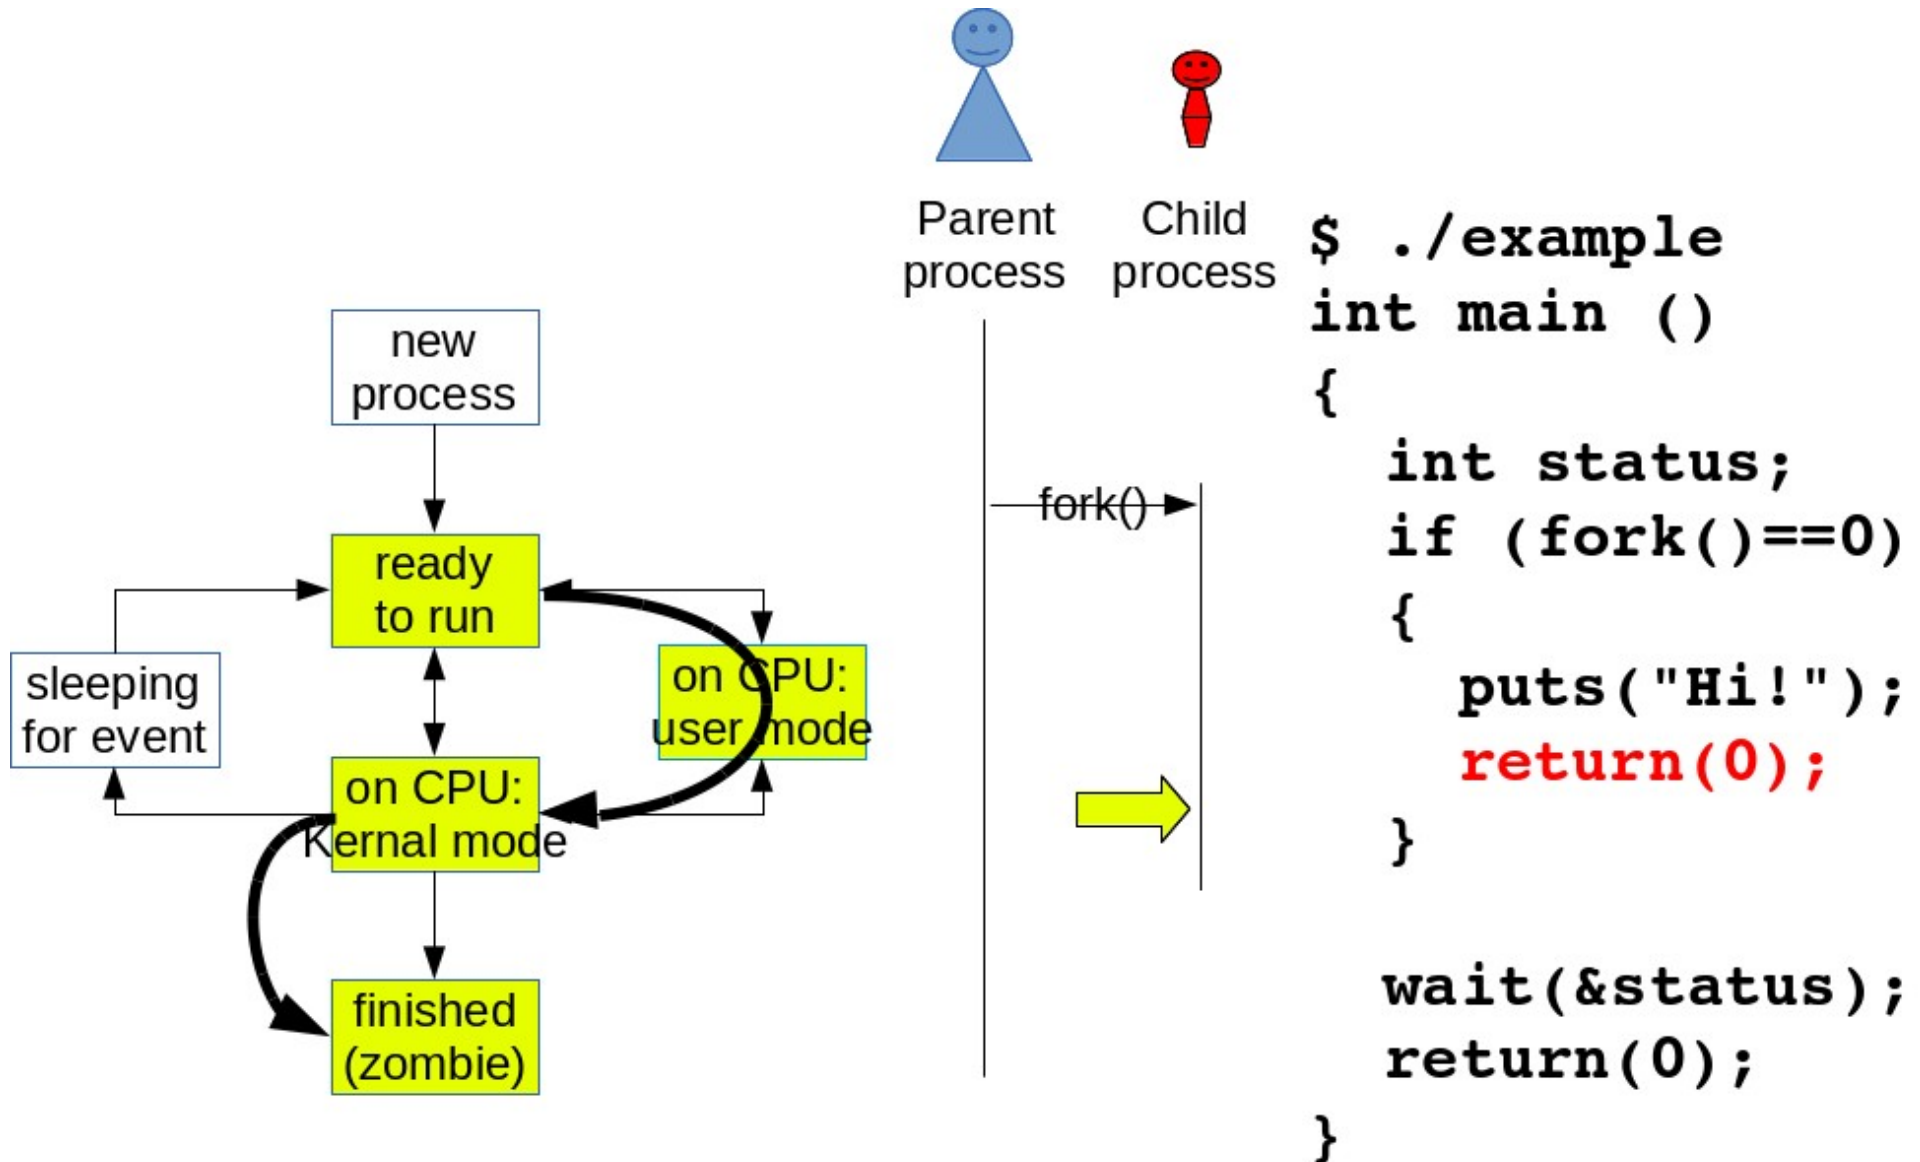 new
process
ready
to run
sleeping
for event
on CPU:
user mode
on CPU:
Kernal mode
finished
(zombie)
Parent
process
Child
process
fork()
$ ./example
int main ()
{
int status;
if (fork()==0)
{
puts("Hi!");
return(0);
}
wait(&status);
return(0);
}